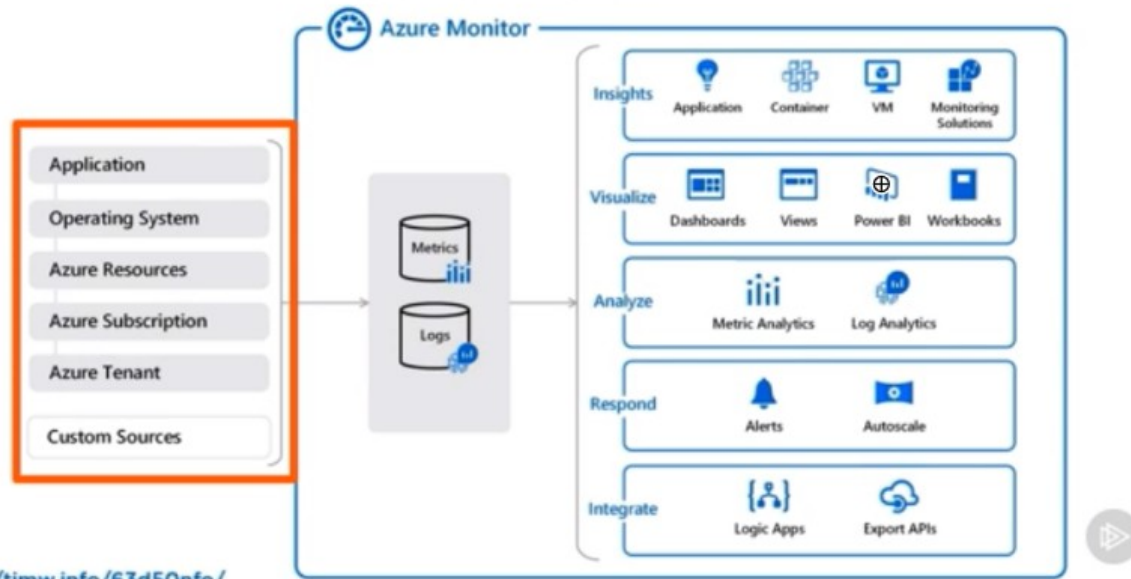 Azure Monitor
Application
Operating System
Azure Resources
Azure Subscription
Azure Tenant
Custom Sources
Metrics
Logs
Insights
Application Container VM Monitoring
Solutions
Visualize
Dashboards Views Power BI Workbooks
Analyze
Metric Analytics Log Analytics
Respond
Alerts Autoscale
Integrate
Logic Apps Export APIs